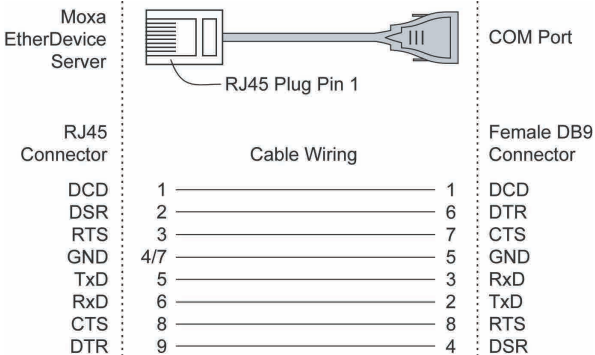 Moxa EtherDevice Server
COM Port
RJ45 Plug Pin 1
RJ45 Connector
Cable Wiring
Female DB9 Connector
DCD 1 1 DCD
DSR 2 6 DTR
RTS 3 7 CTS
GND 4/7 5 GND
TxD 5 3 RxD
RxD 6 2 TxD
CTS 8 8 RTS
DTR 9 4 DSR